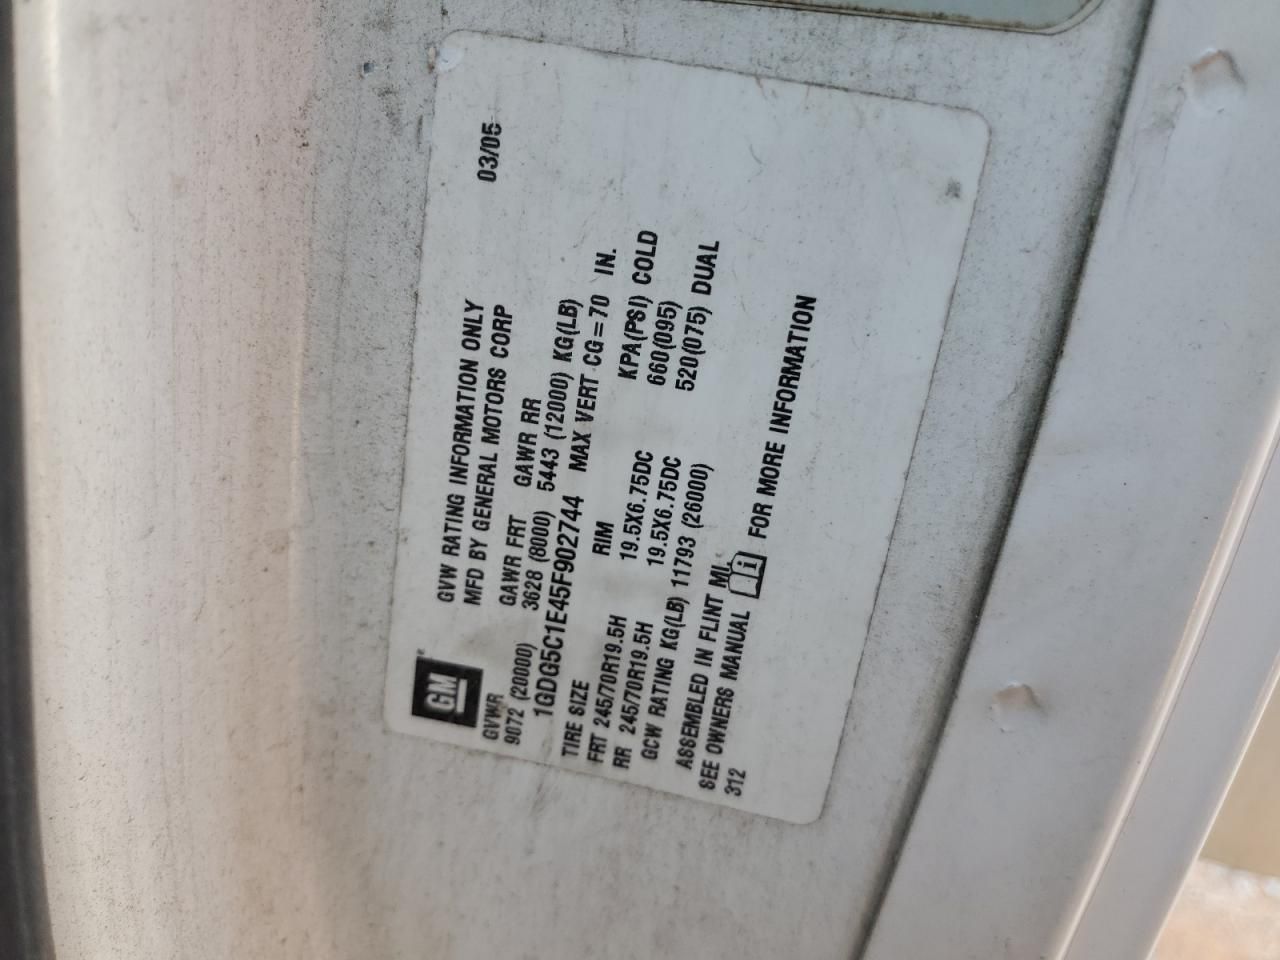 GM
03/05
GVW RATING INFORMATION ONLY
MFD BY GENERAL MOTORS CORP
GVWR GAWR FRT GAWR RR
9072 (20000) 3628 (8000) 5443 (12000) KG(LB)
1GDG5C1E45F902744 MAX VERT CG=70 IN.
TIRE SIZE RIM KPA(PSI) COLD
FRT 245/70R19.5H 19.5X6.75DC 660(095)
RR 245/70R19.5H 19.5X6.75DC 520(075) DUAL
GCW RATING KG(LB) 11793 (26000)
ASSEMBLED IN FLINT MI.
SEE OWNERS MANUAL FOR MORE INFORMATION
312